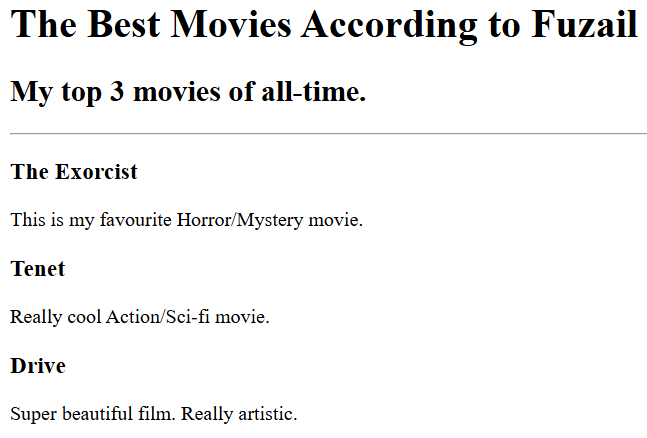 The Best Movies According to Fuzail
My top 3 movies of all-time.
The Exorcist
This is my favourite Horror/Mystery movie.
Tenet
Really cool Action/Sci-fi movie.
Drive
Super beautiful film. Really artistic.